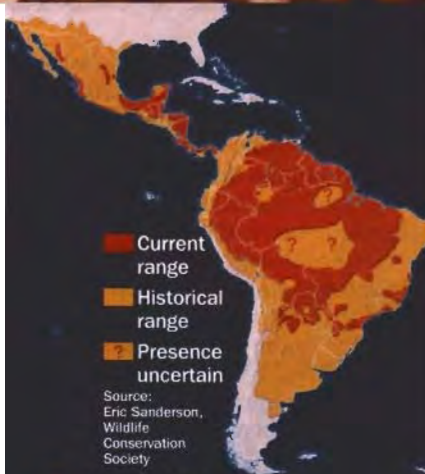 ?
? ?
Current
range
Historical
range
? Presence
uncertain
Source:
Eric Sanderson,
Wildlife
Conservation
Society